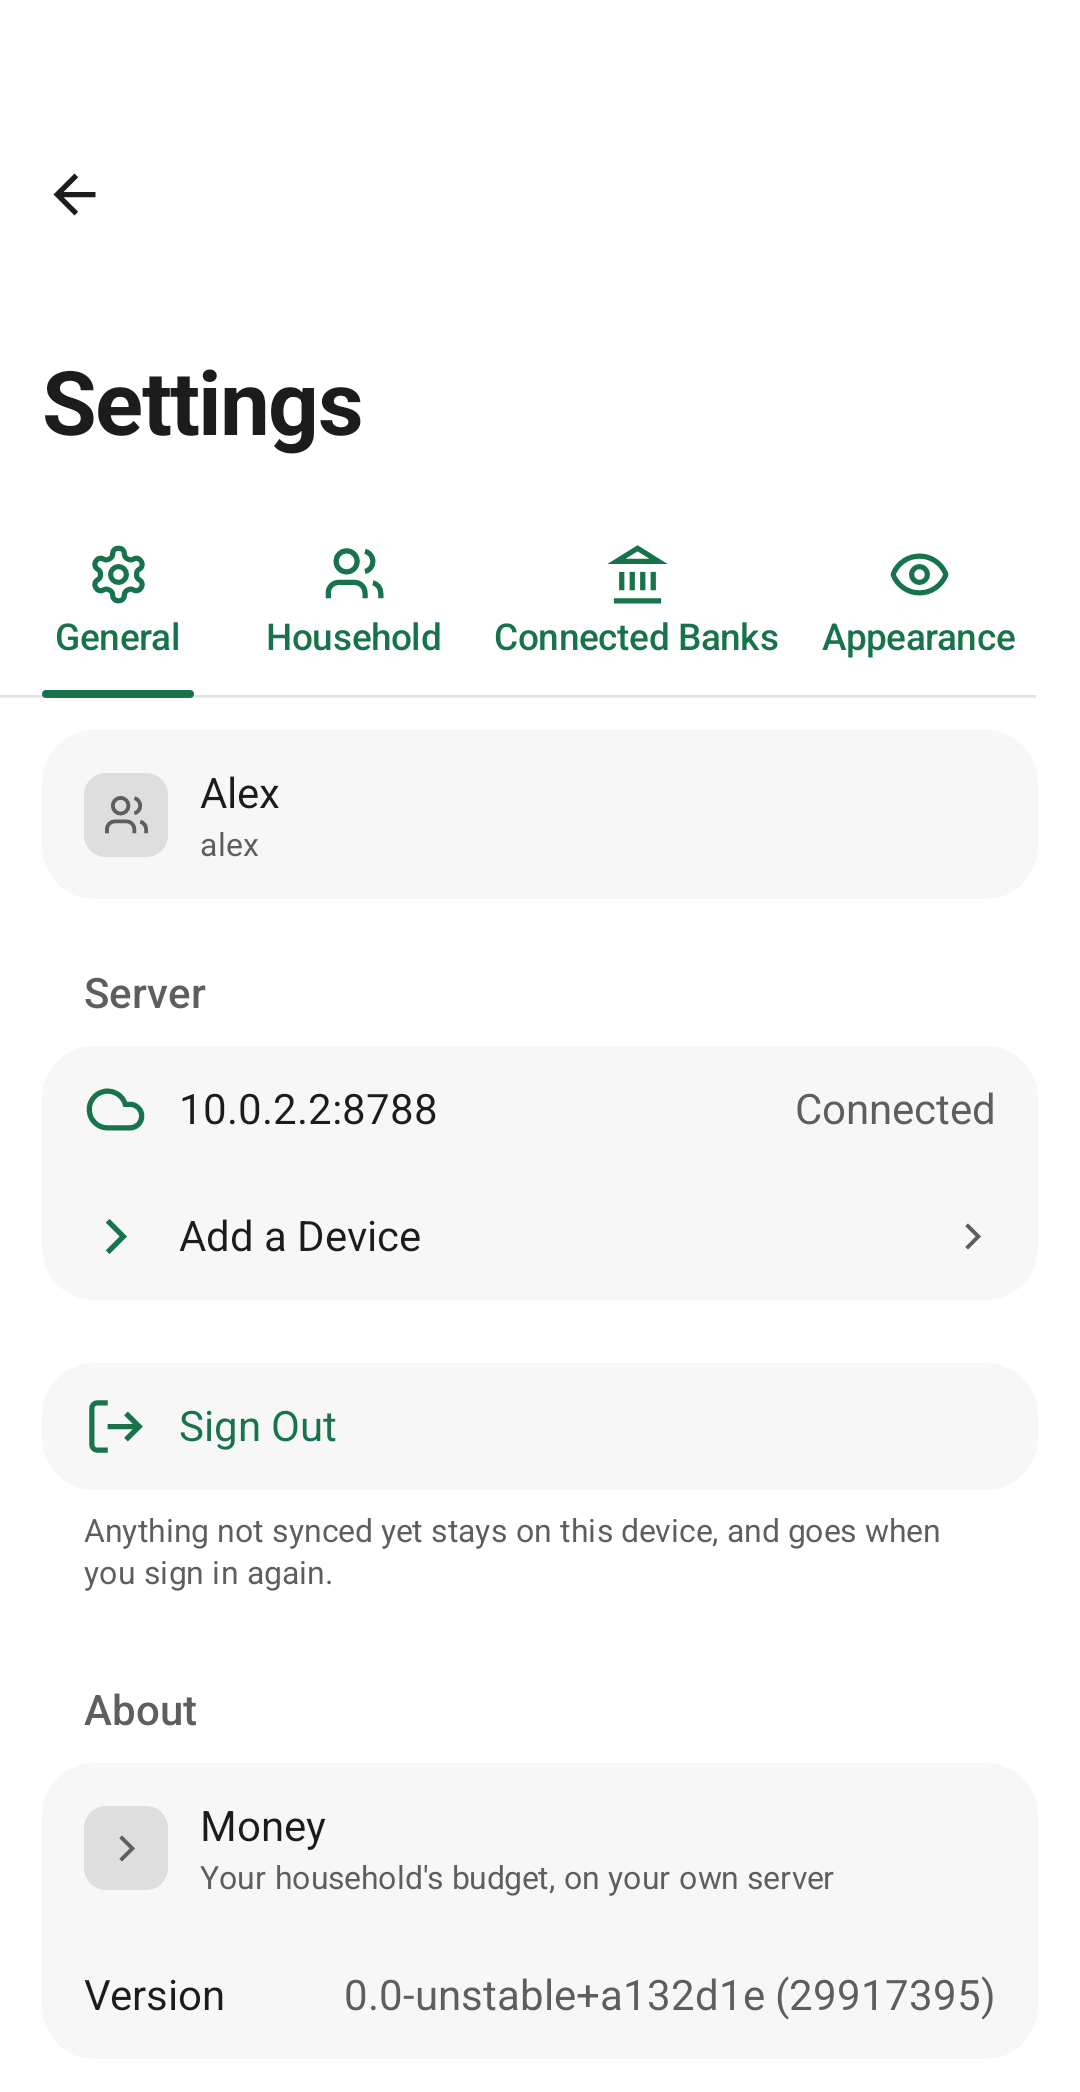 Settings
General
Household
Connected Banks
Appearance
Alex
alex
Server
10.0.2.2:8788
Connected
Add a Device
Sign Out
Anything not synced yet stays on this device, and goes when
you sign in again.
About
Money
Your household's budget, on your own server
Version
0.0-unstable+a132d1e (29917395)